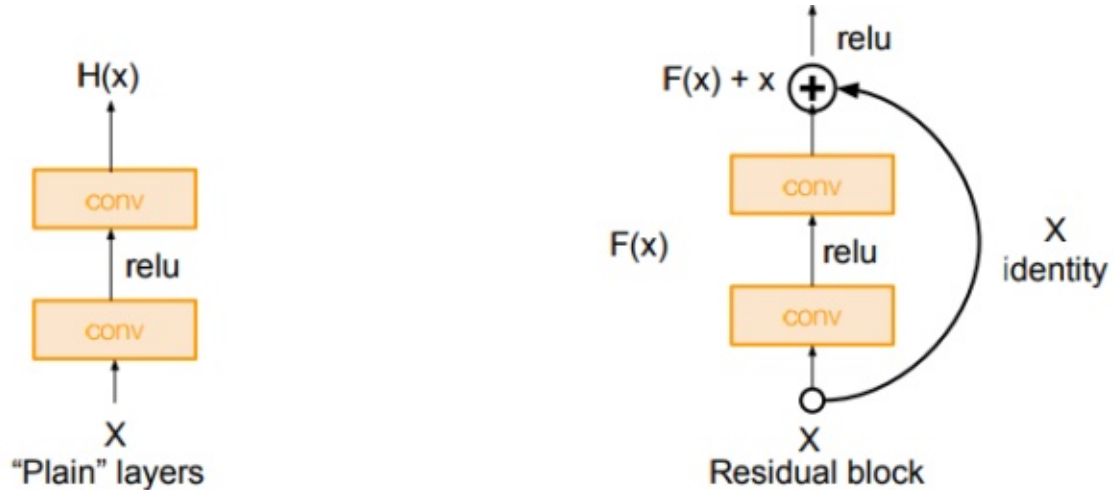 H(x)
conv
relu
conv
X
“Plain” layers
relu
F(x) + x
conv
F(x)
relu
X
identity
conv
X
Residual block